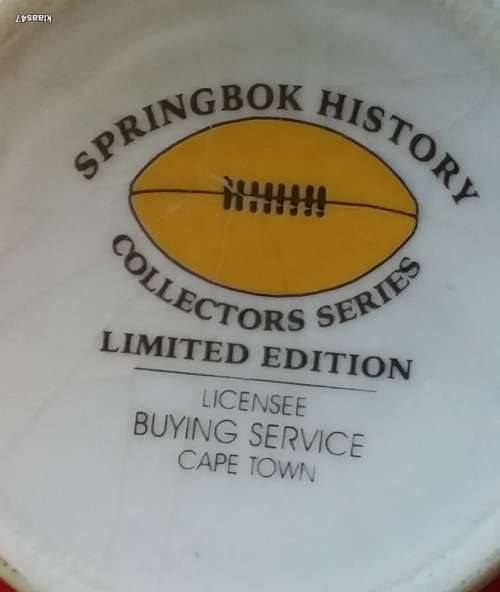 klaas47
SPRINGBOK HISTORY
COLLECTORS SERIES
LIMITED EDITION
LICENSEE
BUYING SERVICE
CAPE TOWN